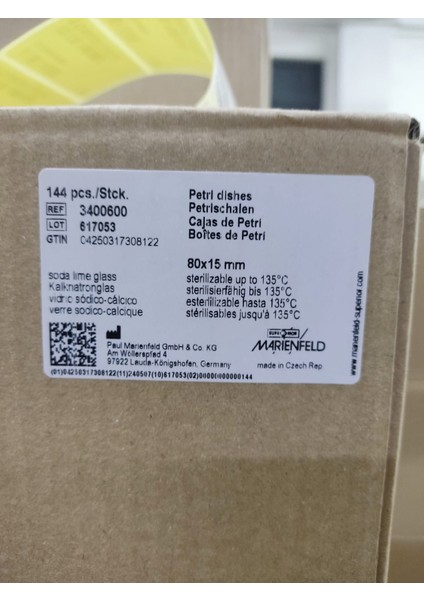 144 pcs./Stck.
REF 3400600
LOT 617053
GTIN 04250317308122
Petri dishes
Petrischalen
Cajas de Petri
Boîtes de Petri
80x15 mm
soda lime glass
Kalknatronglas
vidrio sódico-cálcico
verre sodico-calcique
sterilizable up to 135°C
sterilisierfähig bis 135°C
esterilizable hasta 135°C
stérilisables jusqu'à 135°C
Paul Marienfeld GmbH & Co. KG
Am Wöllerspfad 4
97922 Lauda-Königshofen, Germany
MARIENFELD
made in Czech Rep.
(01)04250317308122(11)240507(10)617053(02)0000000000144
www.marienfeld-superior.com